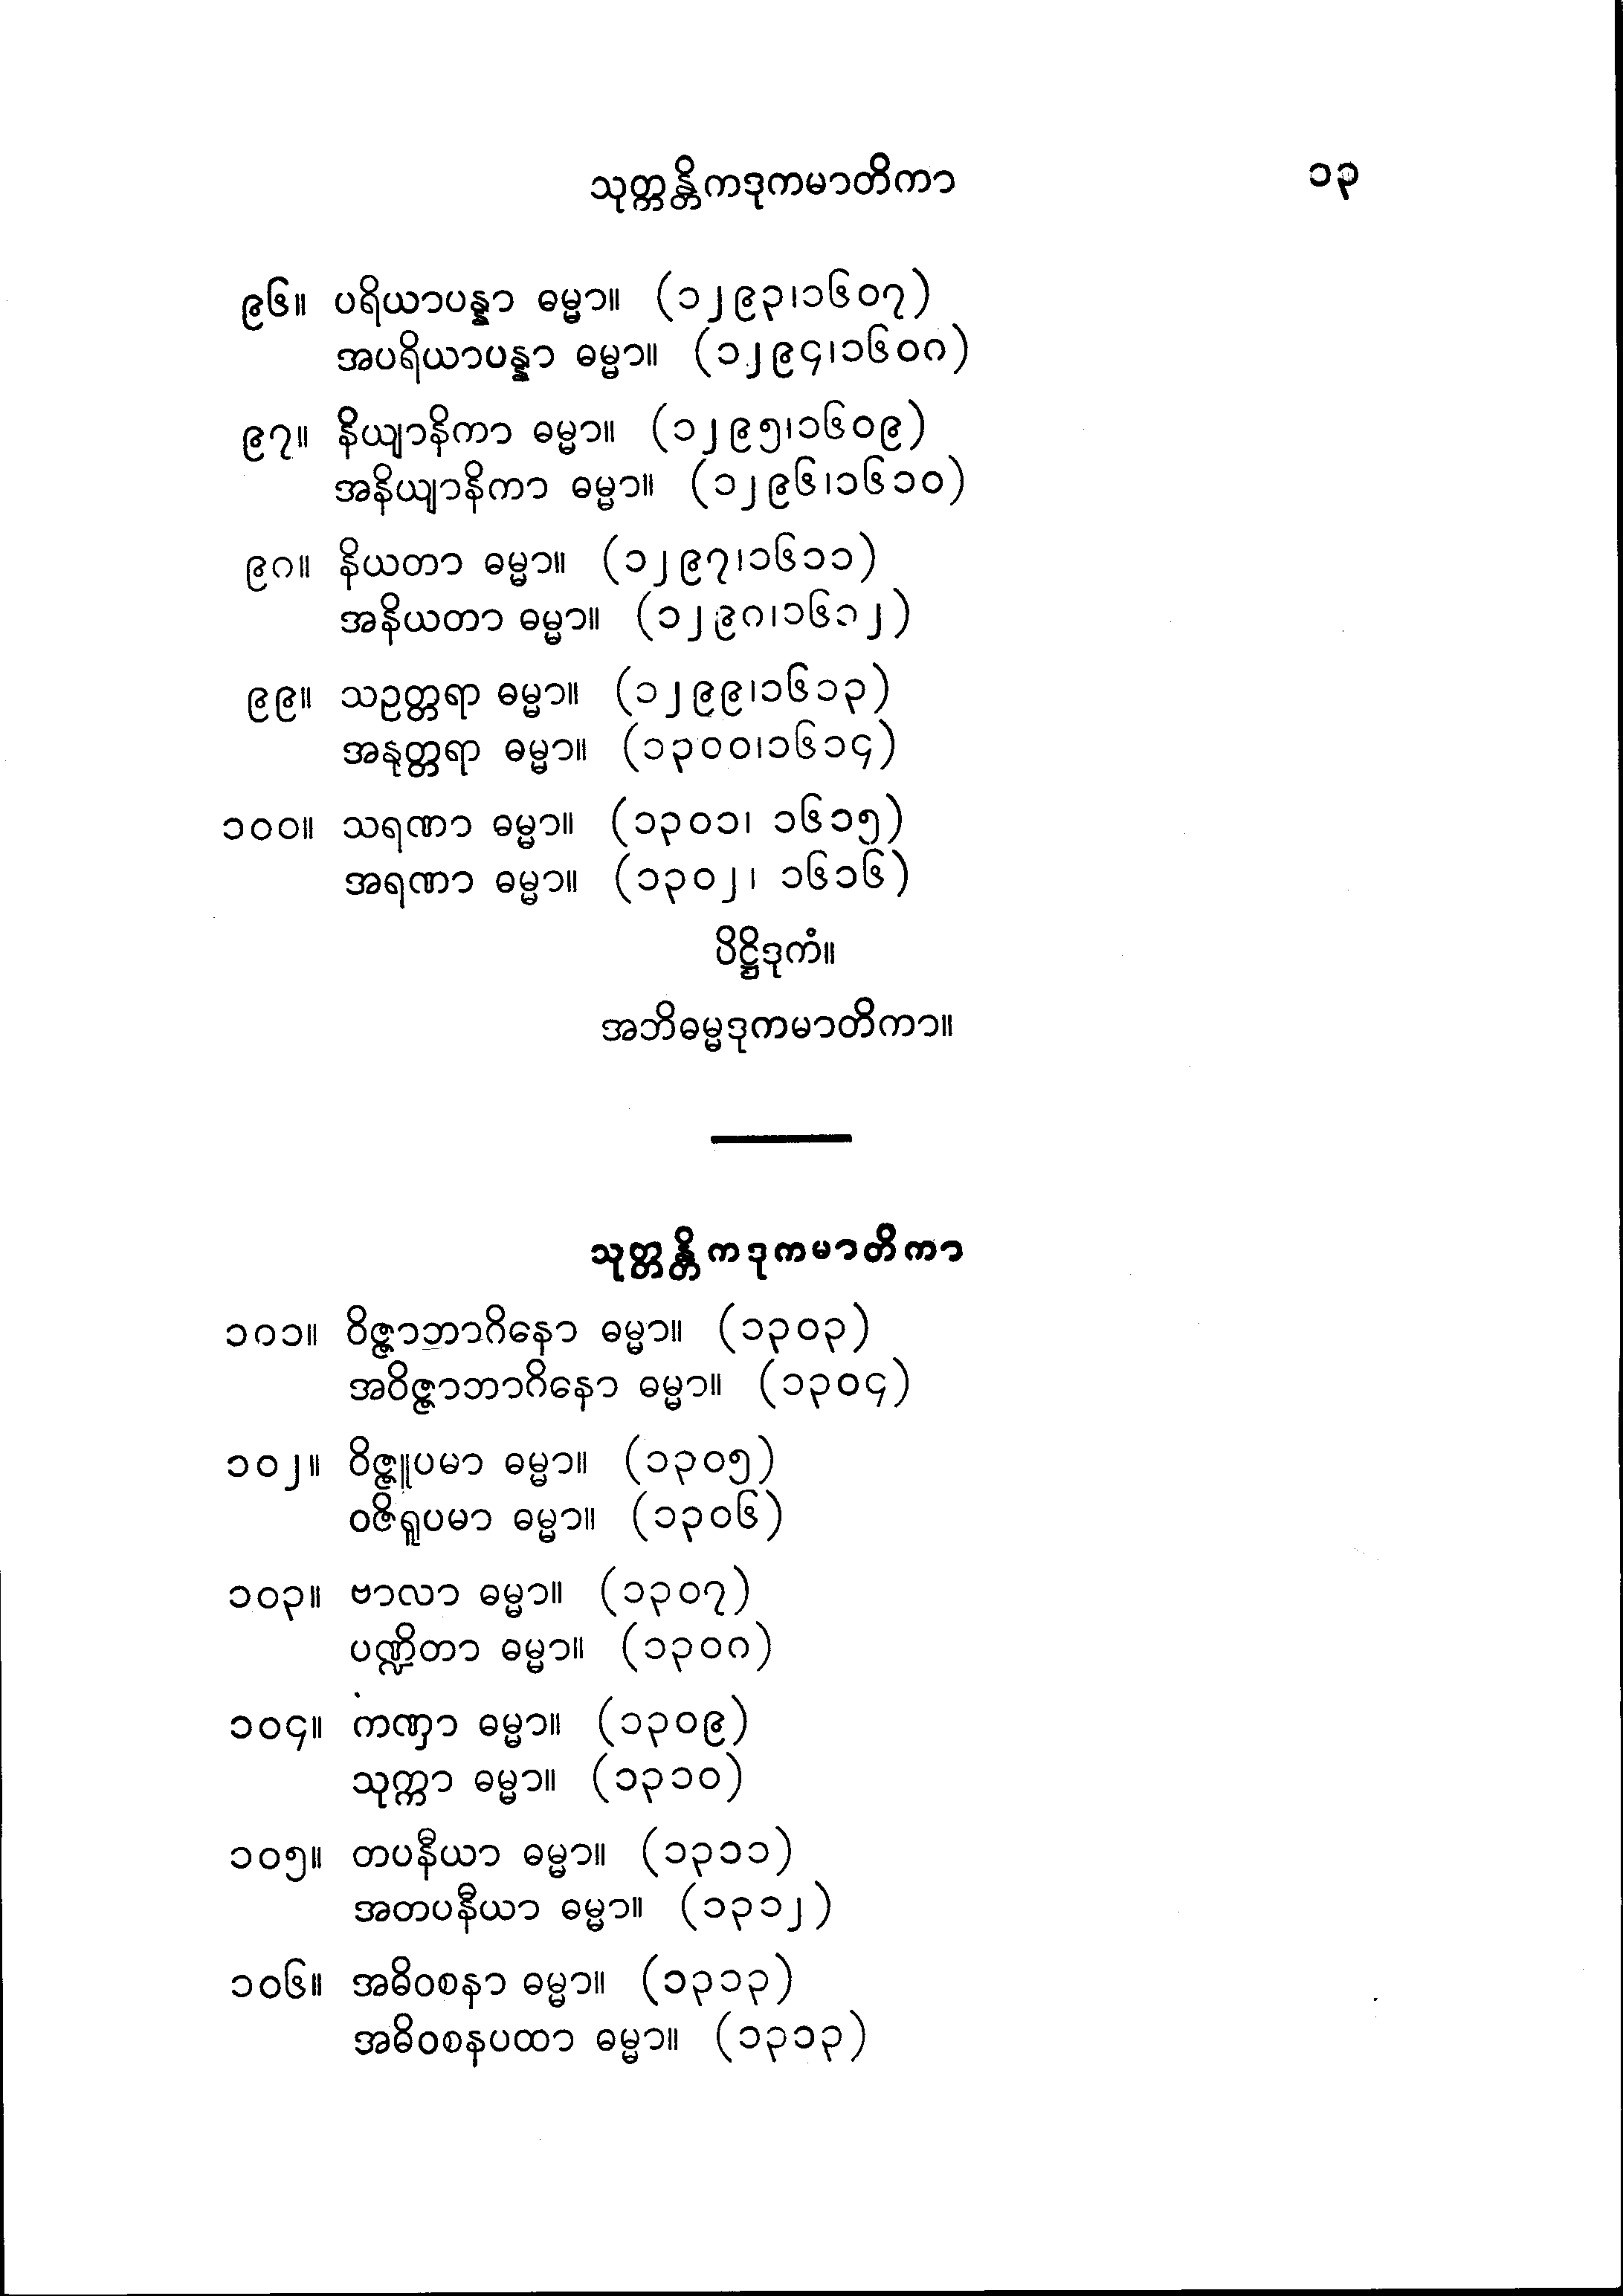 သုတ္တန္တိကဒုကမာတိကာ ၁၃
၉၆။ ပရိယာပန္နာ ဓမ္မာ။ (၁၂၉၃၊၁၆၀၇)
အပရိယာပန္နာ ဓမ္မာ။ (၁၂၉၄၊၁၆၀၈)
၉၇။ နိယျာနိကာ ဓမ္မာ။ (၁၂၉၅၊၁၆၀၉)
အနိယျာနိကာ ဓမ္မာ။ (၁၂၉၆၊၁၆၁၀)
၉၈။ နိယတာ ဓမ္မာ။ (၁၂၉၇၊၁၆၁၁)
အနိယတာ ဓမ္မာ။ (၁၂၉၈၊၁၆၁၂)
၉၉။ သဥတ္တရာ ဓမ္မာ။ (၁၂၉၉၊၁၆၁၃)
အနုတ္တရာ ဓမ္မာ။ (၁၃၀၀၊၁၆၁၄)
၁၀၀။ သရဏာ ဓမ္မာ။ (၁၃၀၁၊ ၁၆၁၅)
အရဏာ ဓမ္မာ။ (၁၃၀၂၊ ၁၆၁၆)
ပိဋ္ဌိဒုကံ။
အဘိဓမ္မဒုကမာတိကာ။
သုတ္တန္တိကဒုကမာတိကာ
၁၀၁။ ဝိဇ္ဇာဘာဂိနော ဓမ္မာ။ (၁၃၀၃)
အဝိဇ္ဇာဘာဂိနော ဓမ္မာ။ (၁၃၀၄)
၁၀၂။ ဝိဇ္ဇူပမာ ဓမ္မာ။ (၁၃၀၅)
ဝဇိရူပမာ ဓမ္မာ။ (၁၃၀၆)
၁၀၃။ ဗာလာ ဓမ္မာ။ (၁၃၀၇)
ပဏ္ဍိတာ ဓမ္မာ။ (၁၃၀၈)
၁၀၄။ ကဏှာ ဓမ္မာ။ (၁၃၀၉)
သုက္ကာ ဓမ္မာ။ (၁၃၁၀)
၁၀၅။ တပနီယာ ဓမ္မာ။ (၁၃၁၁)
အတပနီယာ ဓမ္မာ။ (၁၃၁၂)
၁၀၆။ အဓိဝစနာ ဓမ္မာ။ (၁၃၁၃)
အဓိဝစနပထာ ဓမ္မာ။ (၁၃၁၃)